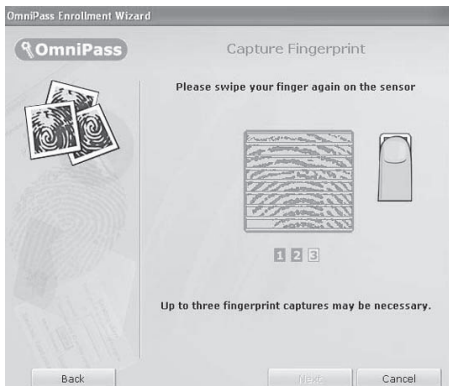 OmniPass Enrollment Wizard
OmniPass
Capture Fingerprint
Please swipe your finger again on the sensor
1 2 3
Up to three fingerprint captures may be necessary.
Back
Next
Cancel